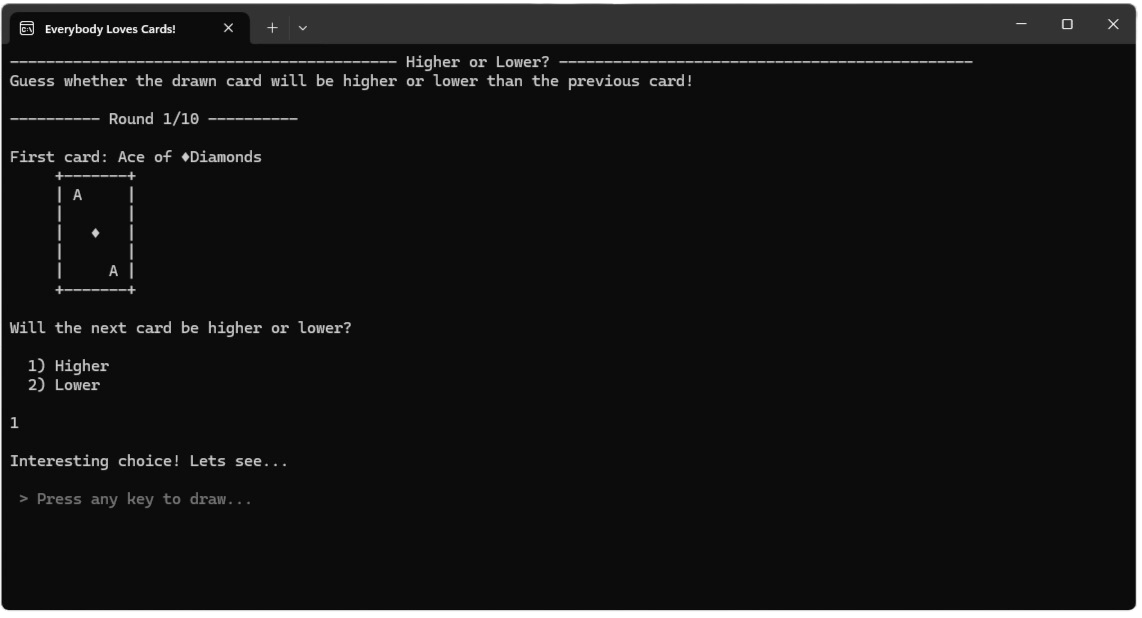 Everybody Loves Cards!
------------------------------------------- Higher or Lower? ----------------------------------------------
Guess whether the drawn card will be higher or lower than the previous card!
---------- Round 1/10 ----------
First card: Ace of ♦Diamonds
+-------+
| A     |
|       |
|   ♦   |
|       |
|     A |
+-------+
Will the next card be higher or lower?
1) Higher
2) Lower
1
Interesting choice! Lets see...
> Press any key to draw...